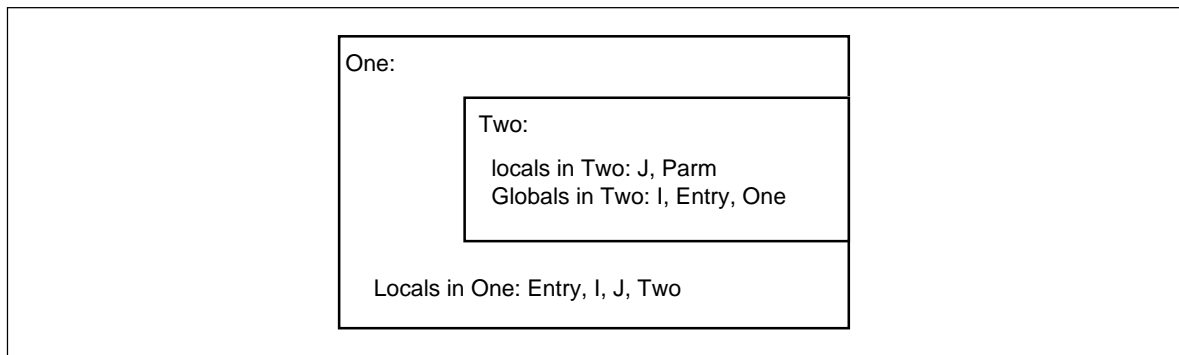 One:
Two:
locals in Two: J, Parm
Globals in Two: I, Entry, One
Locals in One: Entry, I, J, Two